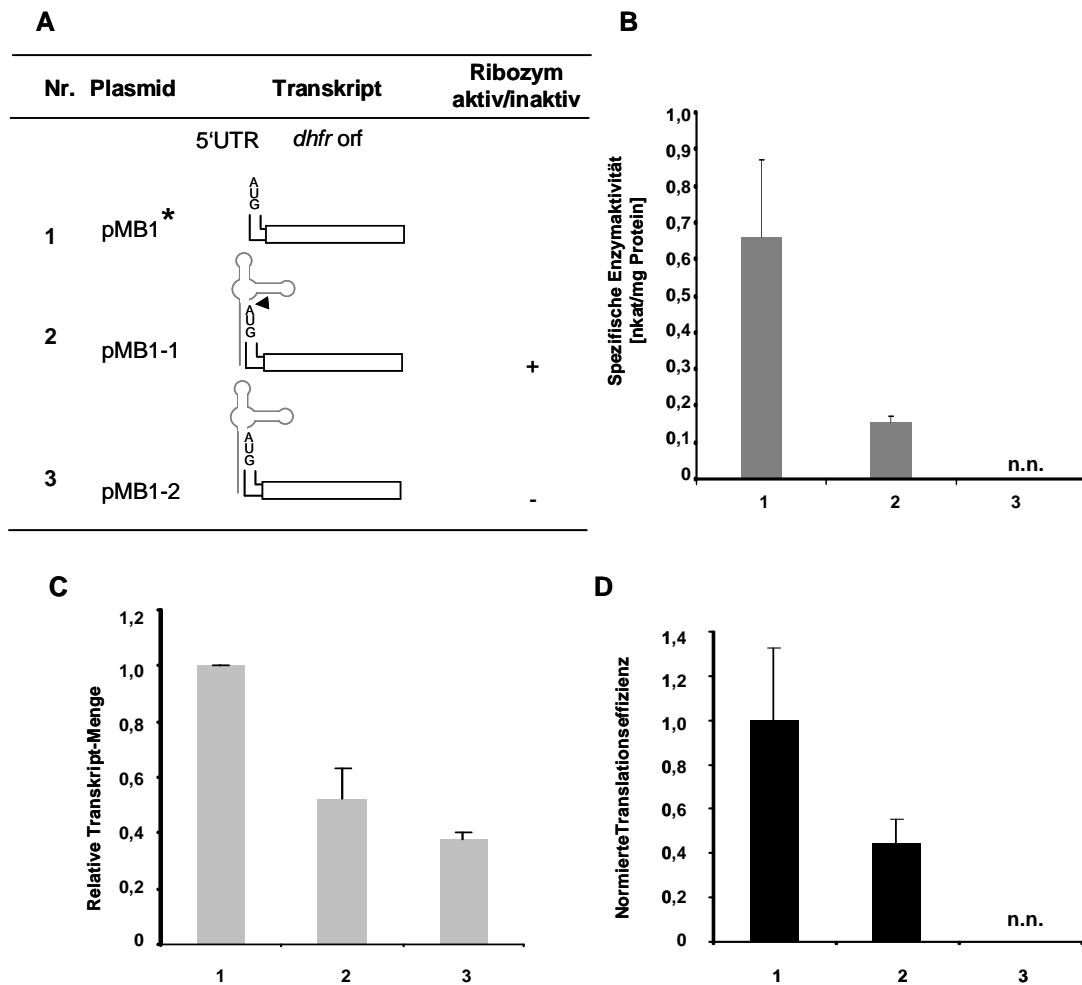 A
Nr. Plasmid Transkript Ribozym aktiv/inaktiv
5‘UTR dhfr orf
A
U
G
1 pMB1*
A
U
G
2 pMB1-1 +
A
U
G
3 pMB1-2 -
B
Spezifische Enzymaktivität
[nkat/mg Protein]
1,0
0,9
0,8
0,7
0,6
0,5
0,4
0,3
0,2
0,1
0
n.n.
1 2 3
C
Relative Transkript-Menge
1,2
1,0
0,8
0,6
0,4
0,2
0
1 2 3
D
NormierteTranslationseffizienz
1,4
1,2
1,0
0,8
0,6
0,4
0,2
0
n.n.
1 2 3